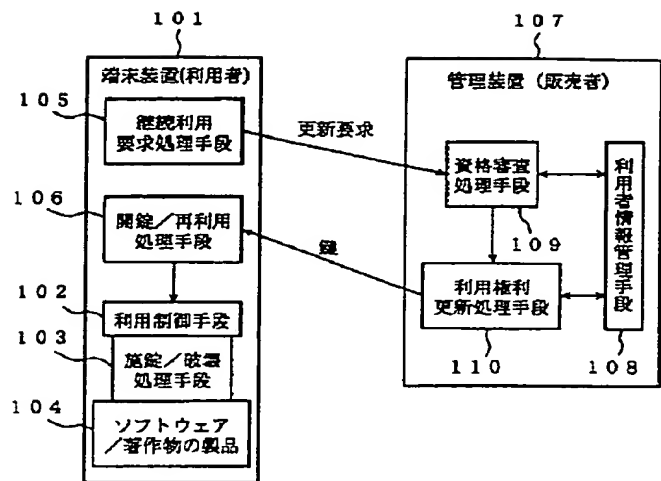 １０１
１０７
端末装置(利用者)
管理装置（販売者）
１０５
継続利用
要求処理手段
更新要求
資格審査
処理手段
利用者情報管理手段
１０６
開錠／再利用
処理手段
１０９
鍵
１０２
利用制御手段
利用権利
更新処理手段
１０３
施錠／破壊
処理手段
１１０
１０８
１０４
ソフトウェア
／著作物の製品